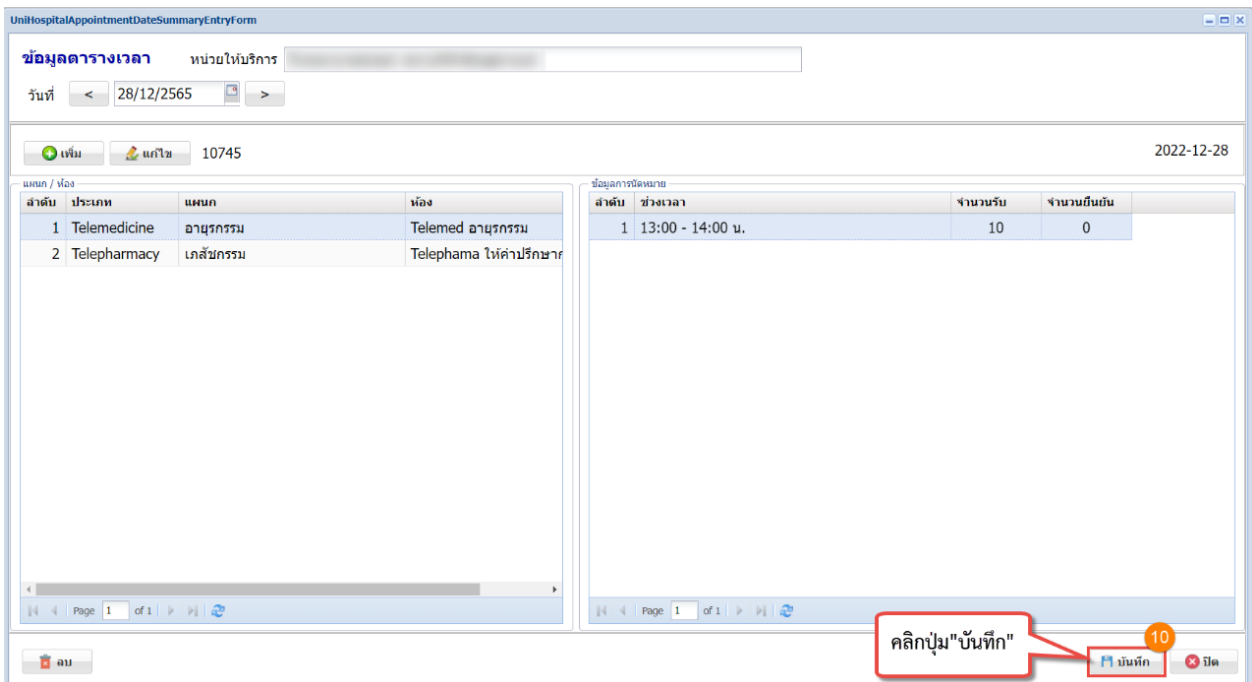 UniHospitalAppointmentDateSummaryEntryForm
ข้อมูลตารางเวลา หน่วยให้บริการ
วันที่ < 28/12/2565 >
เพิ่ม แก้ไข 10745 2022-12-28
แผนก / ห้อง ข้อมูลการนัดหมาย
ลำดับ ประเภท แผนก ห้อง ลำดับ ช่วงเวลา จำนวนรับ จำนวนยืนยัน
1 Telemedicine อายุรกรรม Telemed อายุรกรรม 1 13:00 - 14:00 น. 10 0
2 Telepharmacy เภสัชกรรม Telephama ให้คำปรึกษาก
Page 1 of 1 Page 1 of 1
คลิกปุ่ม"บันทึก" 10
ลบ บันทึก ปิด